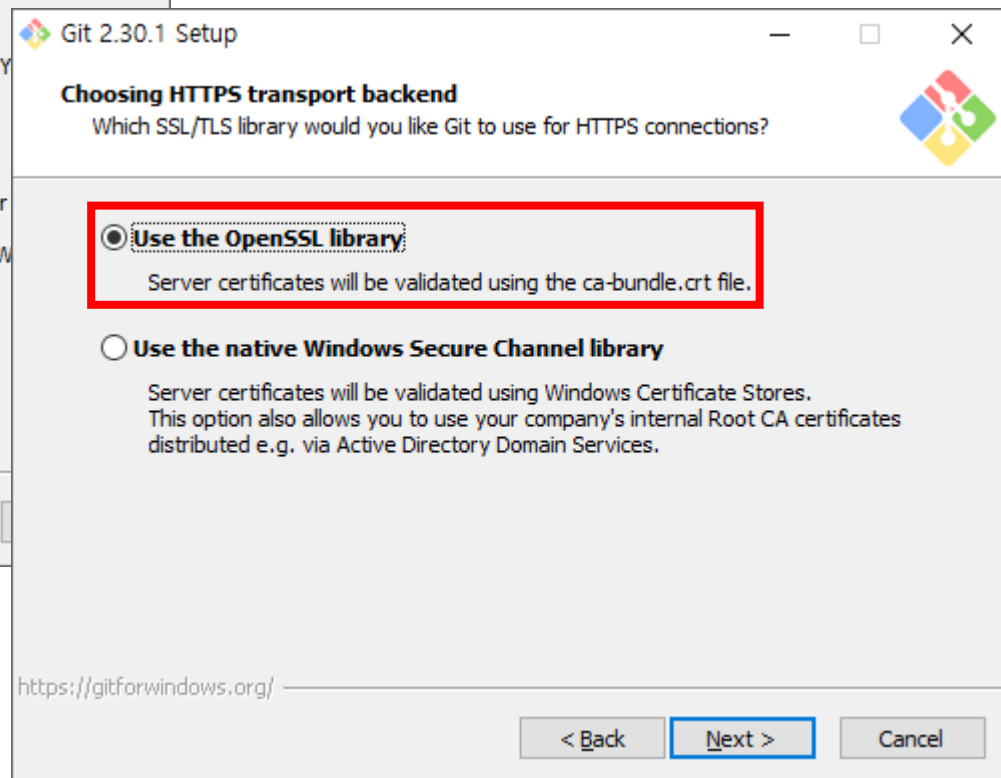 Git 2.30.1 Setup
Choosing HTTPS transport backend
Which SSL/TLS library would you like Git to use for HTTPS connections?
Use the OpenSSL library
Server certificates will be validated using the ca-bundle.crt file.
Use the native Windows Secure Channel library
Server certificates will be validated using Windows Certificate Stores.
This option also allows you to use your company's internal Root CA certificates
distributed e.g. via Active Directory Domain Services.
https://gitforwindows.org/
< Back
Next >
Cancel